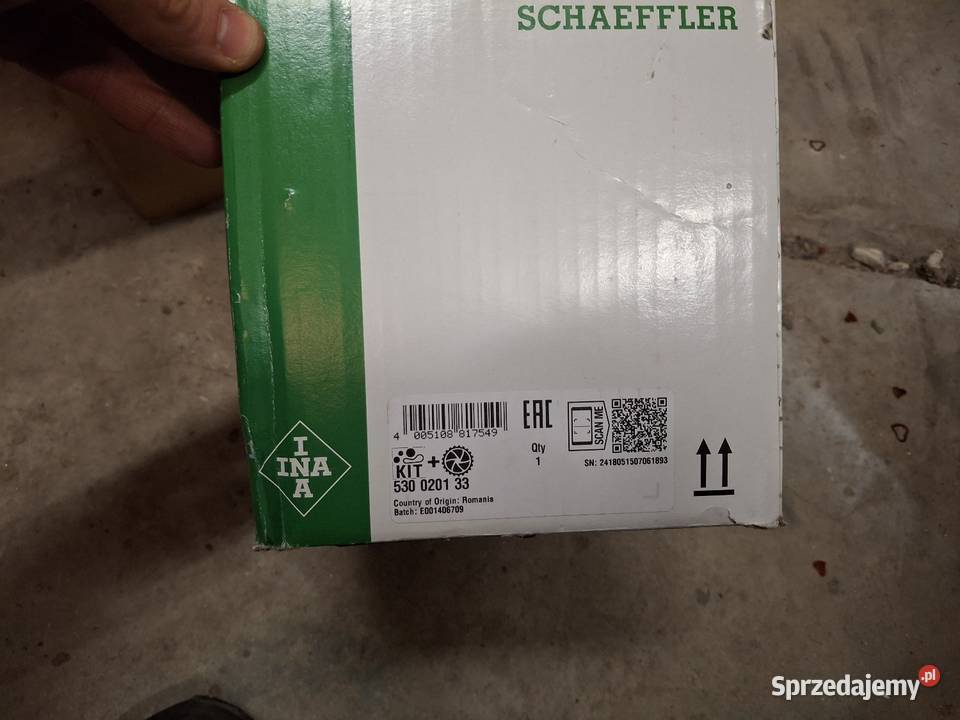 SCHAEFFLER
4 005108 817549
EAC
SCAN ME
Qty
1
KIT +
SN: 2418051507061893
530 0201 33
Country of Origin: Romania
Batch: E001406709
I
INA
A
Sprzedajemy.pl